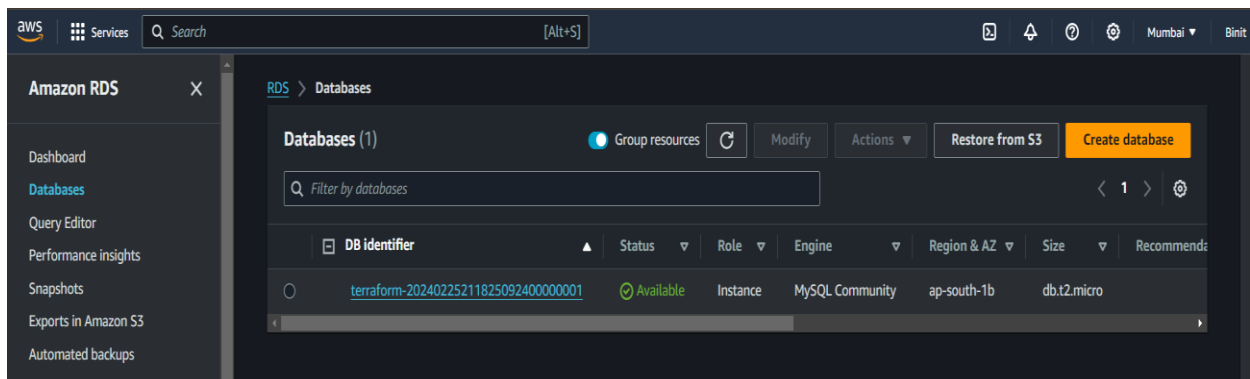 aws Services Search [Alt+S] Mumbai ▼ Binit
Amazon RDS X
RDS > Databases
Databases (1) Group resources Modify Actions ▼ Restore from S3 Create database
Filter by databases < 1 >
DB identifier ▲ Status Role Engine Region & AZ Size Recommenda
terraform-20240225211825092400000001 Available Instance MySQL Community ap-south-1b db.t2.micro
Dashboard
Databases
Query Editor
Performance insights
Snapshots
Exports in Amazon S3
Automated backups